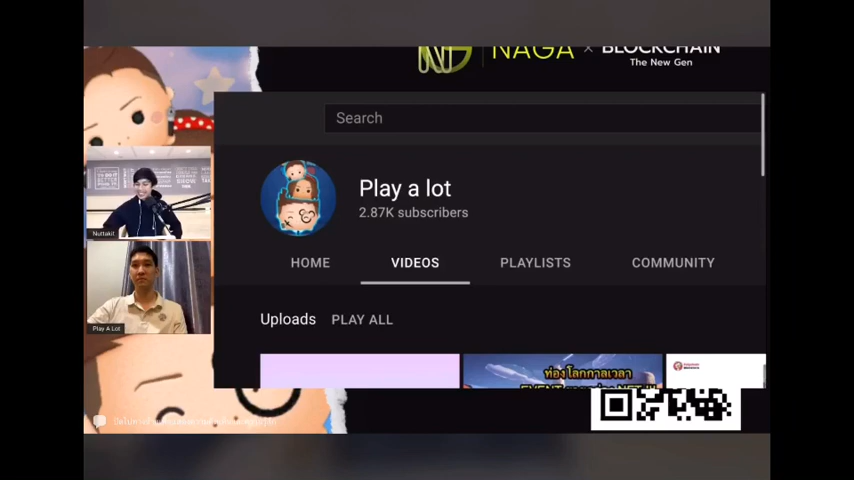 NAGA × BLOCKCHAIN
The New Gen
Search
Play a lot
2.87K subscribers
Nuttakit
Play A Lot
HOME VIDEOS PLAYLISTS COMMUNITY
Uploads PLAY ALL
ท่องโลกกาลเวลา